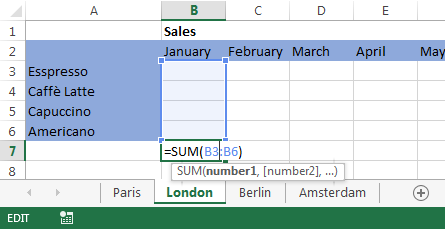 A B C D E
1 Sales
2 January February March April May
3 Esspresso
4 Caffè Latte
5 Capuccino
6 Americano
7 =SUM(B3:B6)
8 SUM(number1, [number2], ...)
Paris London Berlin Amsterdam
EDIT